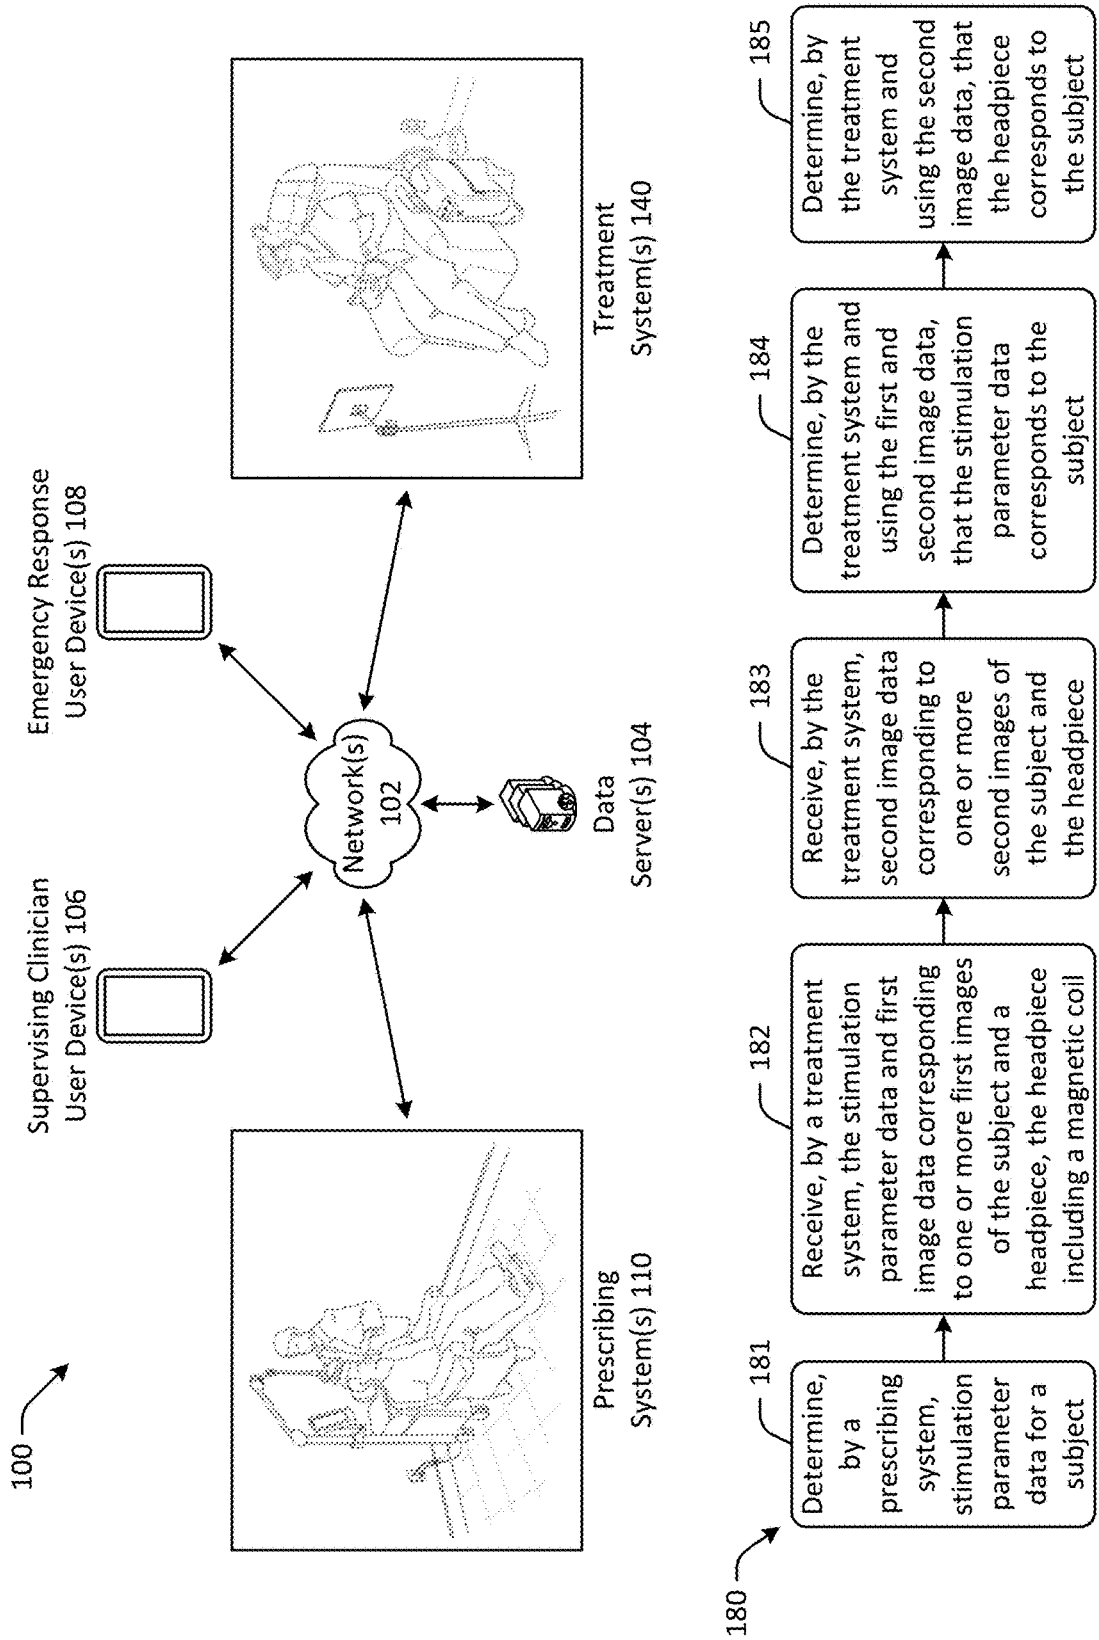 100
Supervising Clinician
User Device(s) 106
Emergency Response
User Device(s) 108
Network(s)
102
Prescribing
System(s) 110
Data
Server(s) 104
Treatment
System(s) 140
180
181
Determine,
by a
prescribing
system,
stimulation
parameter
data for a
subject
182
Receive, by a treatment
system, the stimulation
parameter data and first
image data corresponding
to one or more first images
of the subject and a
headpiece, the headpiece
including a magnetic coil
183
Receive, by the
treatment system,
second image data
corresponding to
one or more
second images of
the subject and
the headpiece
184
Determine, by the
treatment system and
using the first and
second image data,
that the stimulation
parameter data
corresponds to the
subject
185
Determine, by
the treatment
system and
using the second
image data, that
the headpiece
corresponds to
the subject